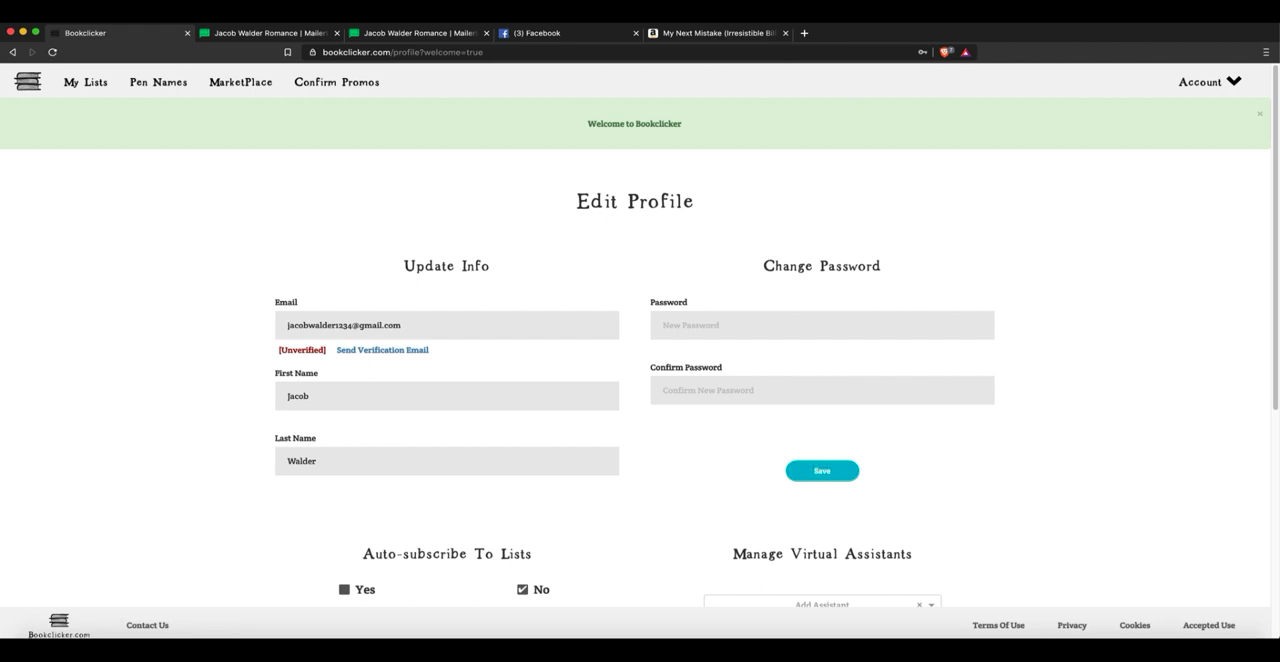 Bookclicker
Jacob Walder Romance | Mailer
Jacob Walder Romance | Mailer
(3) Facebook
My Next Mistake (Irresistible Bill
bookclicker.com/profile?welcome=true
My Lists
Pen Names
MarketPlace
Confirm Promos
Account
Welcome to Bookclicker
×
Edit Profile
Update Info
Email
jacobwalder1234@gmail.com
[Unverified] Send Verification Email
First Name
Jacob
Last Name
Walder
Change Password
Password
New Password
Confirm Password
Confirm New Password
Save
Auto-subscribe To Lists
Yes
No
Manage Virtual Assistants
Add Assistant
Bookclicker.com
Contact Us
Terms Of Use
Privacy
Cookies
Accepted Use